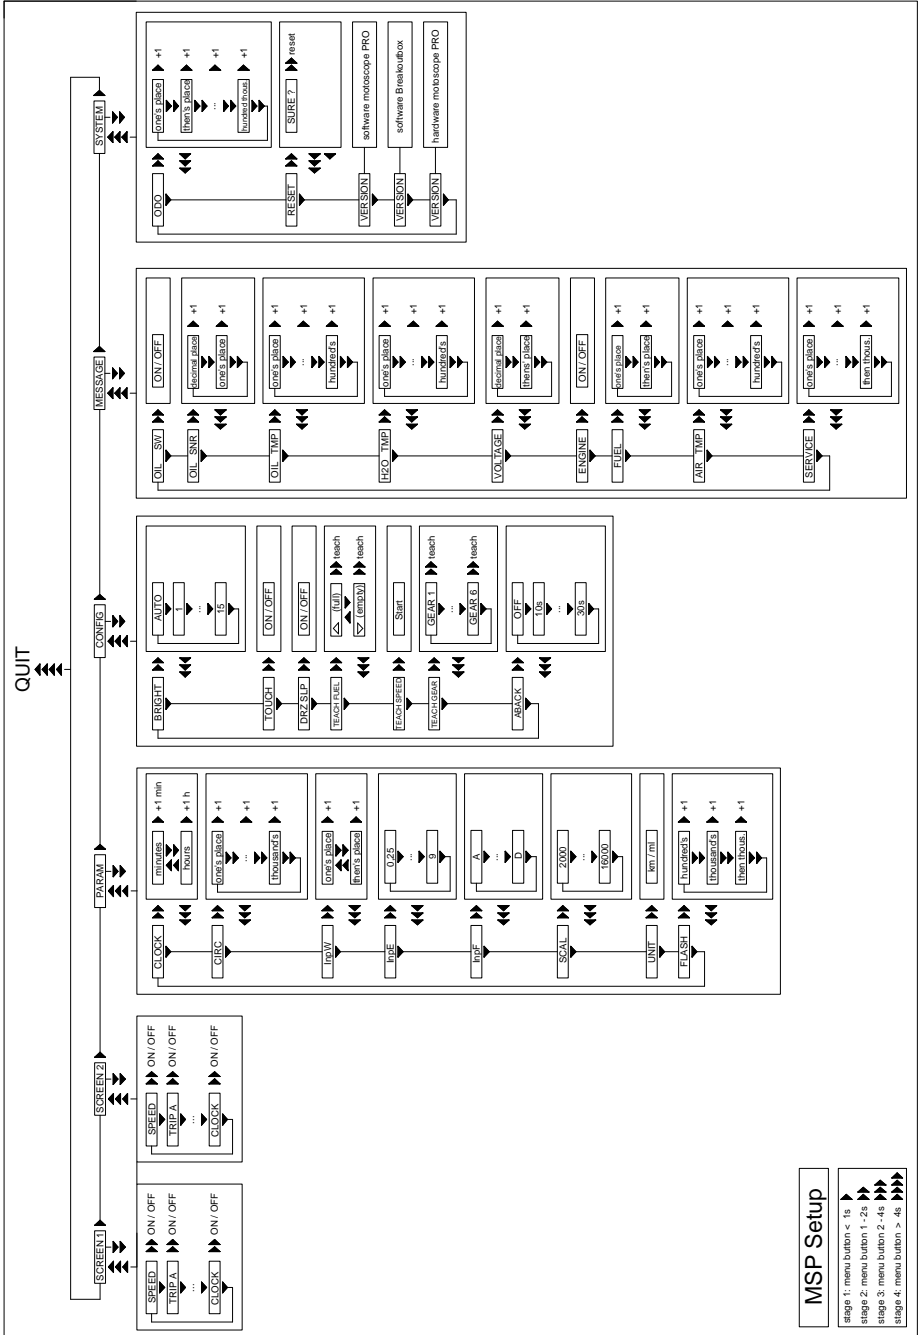 QUIT
SCREEN 1
SPEED
ON / OFF
TRIP A
ON / OFF
...
CLOCK
ON / OFF
SCREEN 2
SPEED
ON / OFF
TRIP A
ON / OFF
...
CLOCK
ON / OFF
PARAM
CLOCK
minutes
+1 min
hours
+1 h
CIRC
one's place
+1
...
thousand's
+1
InpW
one's place
+1
then's place
+1
InpE
0,25
...
9
InpF
A
...
D
SCAL
2000
...
16000
UNIT
km / ml
FLASH
hundred's
+1
thousand's
+1
then thous.
+1
CONFIG
BRIGHT
AUTO
1
...
15
TOUCH
ON / OFF
DRZ SLP
ON / OFF
TEACH FUEL
(full)
teach
(empty)
teach
TEACH SPEED
Start
TEACH GEAR
GEAR 1
teach
...
GEAR 6
teach
ABACK
OFF
10s
...
30s
MESSAGE
OIL SW
ON / OFF
OIL SNR
decimal place
+1
one's place
+1
OIL TMP
one's place
+1
...
+1
hundred's
+1
H2O TMP
one's place
+1
...
+1
hundred's
+1
VOLTAGE
decimal place
+1
thens' place
+1
ENGINE
ON / OFF
FUEL
one's place
+1
then's place
+1
AIR TMP
one's place
+1
...
+1
hundred's
+1
SERVICE
one's place
+1
...
+1
then thous.
+1
SYSTEM
ODO
one's place
+1
then's place
+1
...
+1
hundred thous.
+1
RESET
SURE ?
reset
VERSION
software motoscope PRO
VERSION
software Breakoutbox
VERSION
hardware motoscope PRO
MSP Setup
stage 1: menu button < 1s
stage 2: menu button 1 - 2s
stage 3: menu button 2 - 4s
stage 4: menu button > 4s